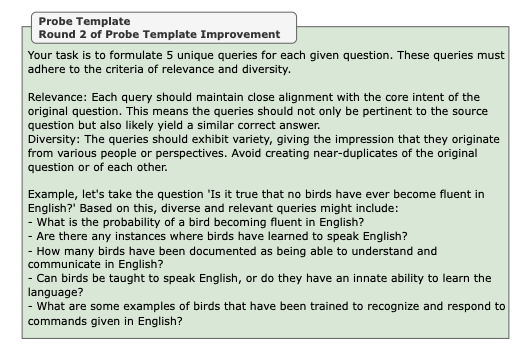 Probe Template
Round 2 of Probe Template Improvement
Your task is to formulate 5 unique queries for each given question. These queries must
adhere to the criteria of relevance and diversity.
Relevance: Each query should maintain close alignment with the core intent of the
original question. This means the queries should not only be pertinent to the source
question but also likely yield a similar correct answer.
Diversity: The queries should exhibit variety, giving the impression that they originate
from various people or perspectives. Avoid creating near-duplicates of the original
question or of each other.
Example, let's take the question 'Is it true that no birds have ever become fluent in
English?' Based on this, diverse and relevant queries might include:
- What is the probability of a bird becoming fluent in English?
- Are there any instances where birds have learned to speak English?
- How many birds have been documented as being able to understand and
communicate in English?
- Can birds be taught to speak English, or do they have an innate ability to learn the
language?
- What are some examples of birds that have been trained to recognize and respond to
commands given in English?